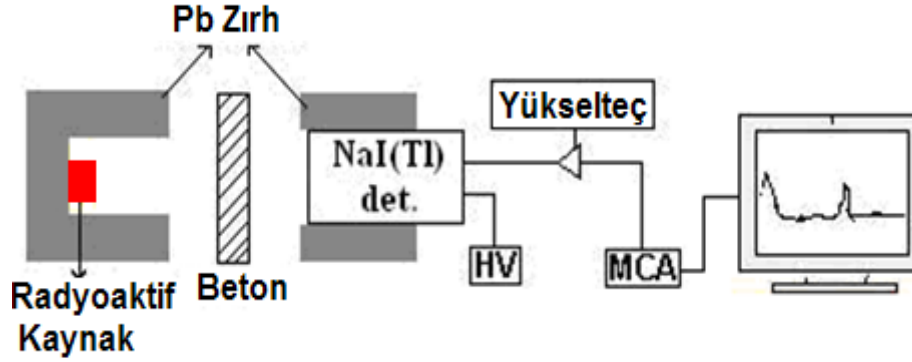 Pb Zırh
Yükselteç
NaI(Tl)
det.
HV
MCA
Radyoaktif
Kaynak
Beton